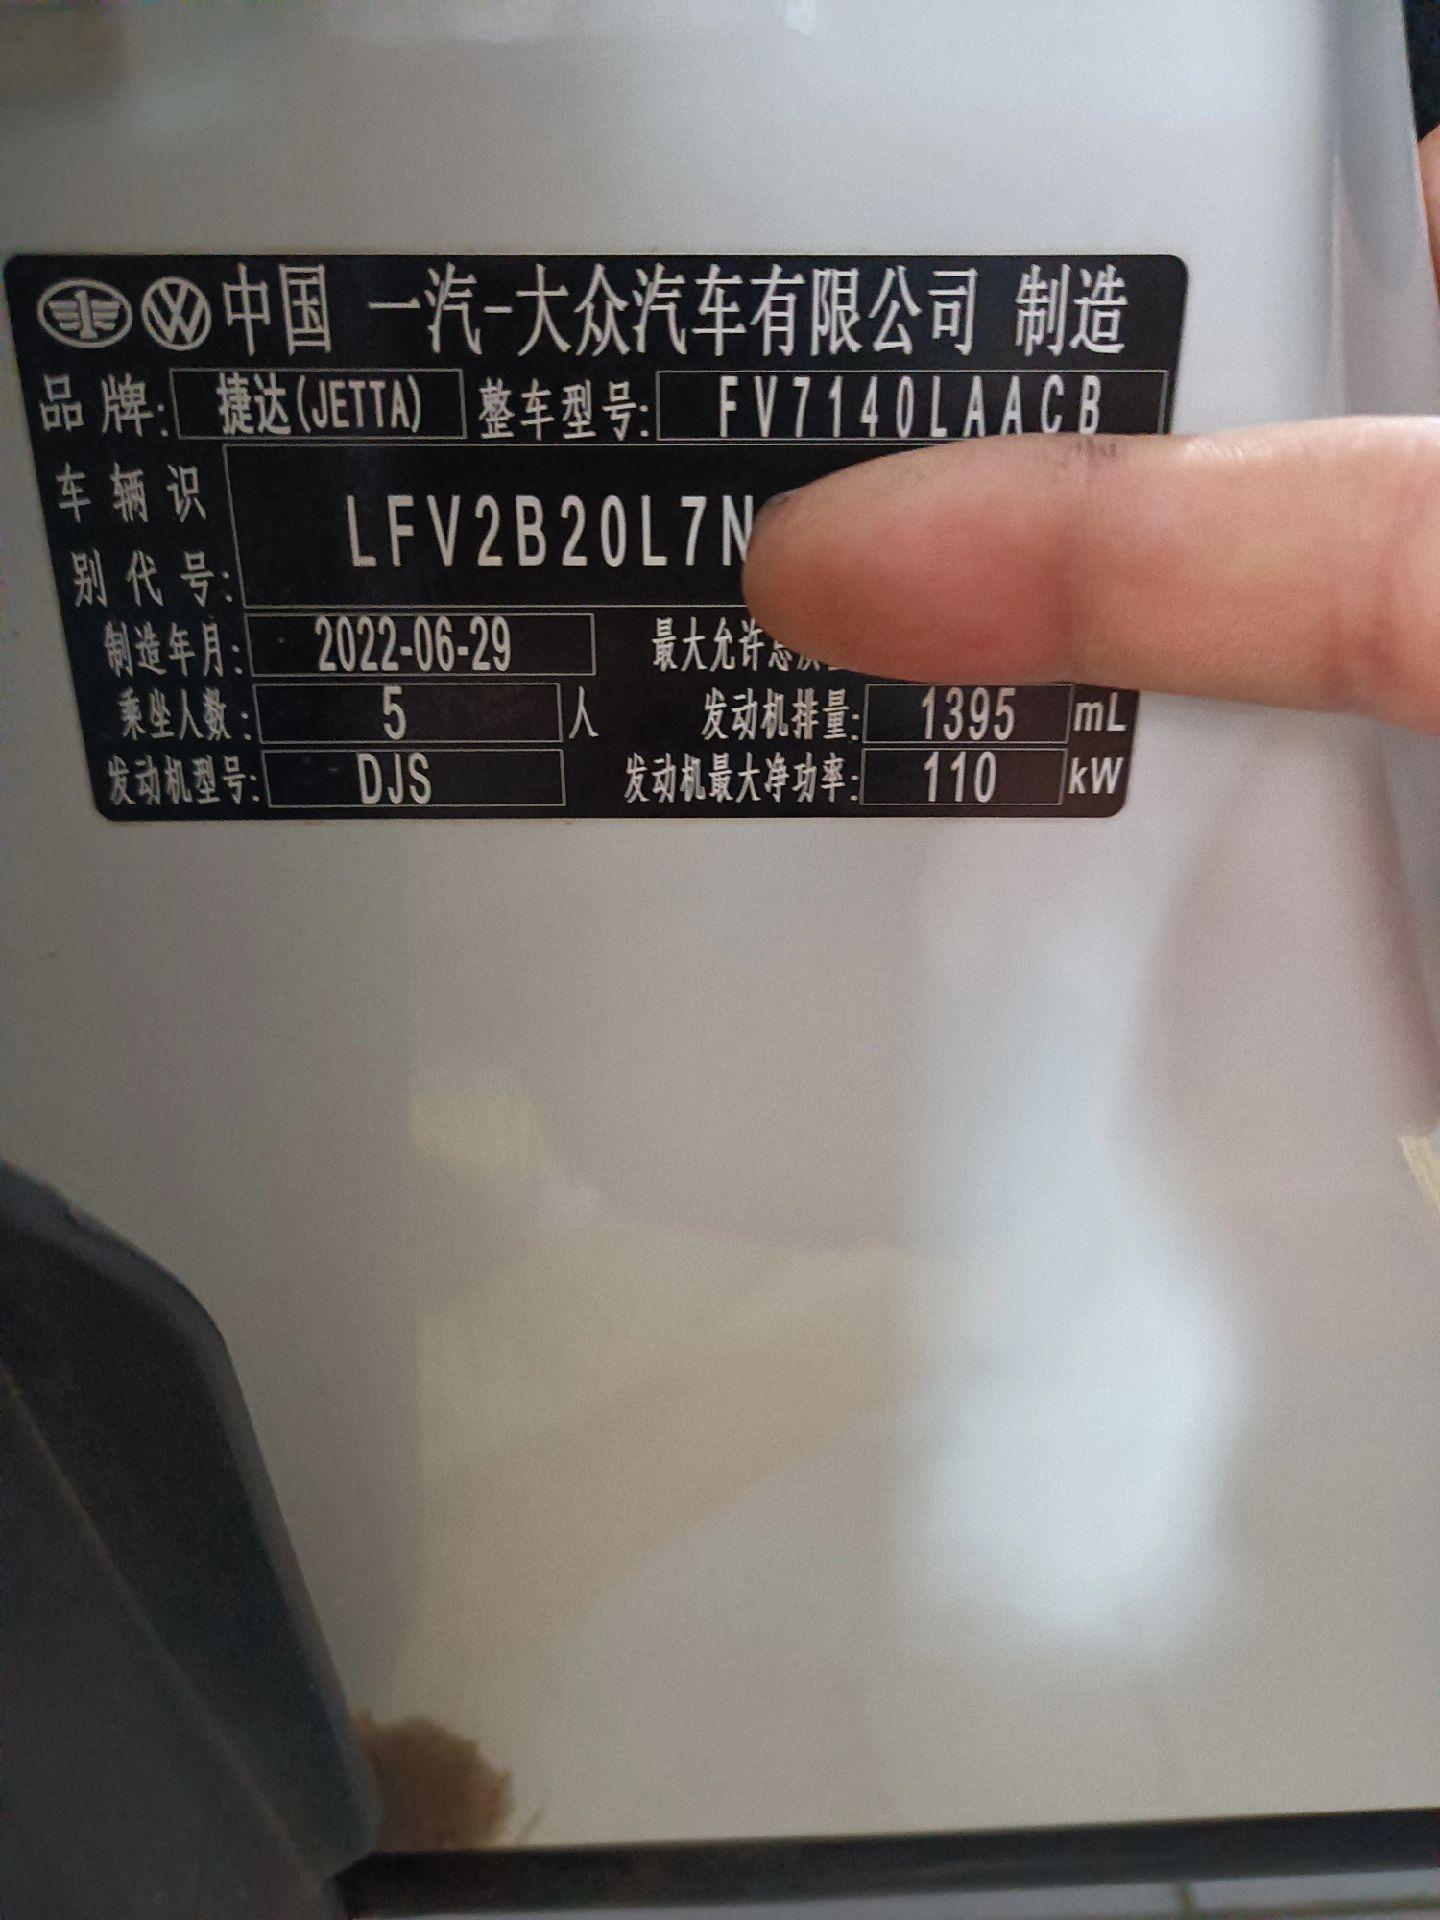 中国 一汽-大众汽车有限公司 制造
品牌: 捷达(JETTA) 整车型号: FV7140LAACB
车辆识别代号: LFV2B20L7N
制造年月: 2022-06-29 最大允许总
乘坐人数: 5 人 发动机排量: 1395 mL
发动机型号: DJS 发动机最大净功率: 110 kW